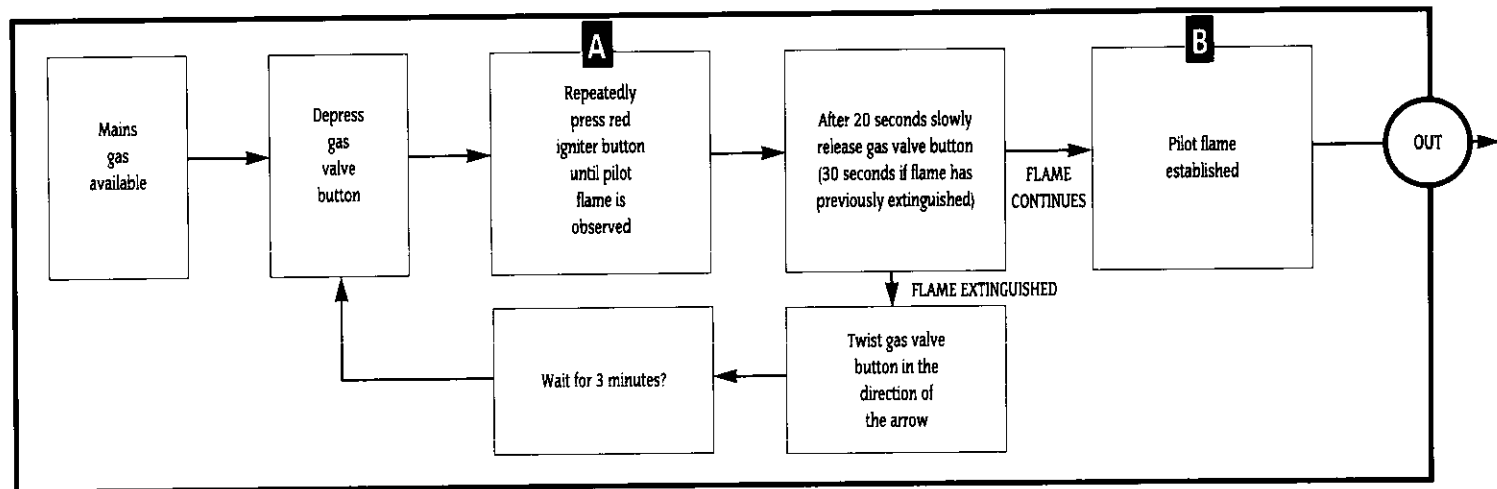 A
B
Mains
gas
available
Depress
gas
valve
button
Repeatedly
press red
igniter button
until pilot
flame is
observed
After 20 seconds slowly
release gas valve button
(30 seconds if flame has
previously extinguished)
FLAME
CONTINUES
Pilot flame
established
OUT
FLAME EXTINGUISHED
Wait for 3 minutes?
Twist gas valve
button in the
direction of
the arrow